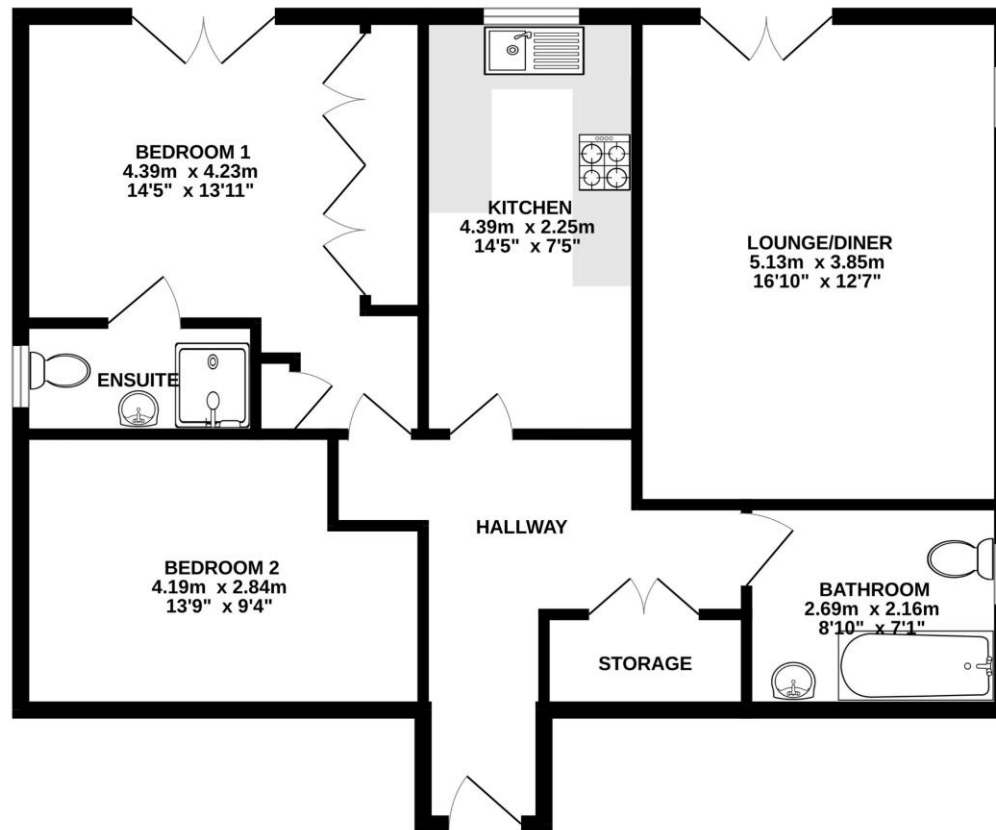 BEDROOM 1
4.39m x 4.23m
14'5" x 13'11"
KITCHEN
4.39m x 2.25m
14'5" x 7'5"
LOUNGE/DINER
5.13m x 3.85m
16'10" x 12'7"
ENSUITE
HALLWAY
BEDROOM 2
4.19m x 2.84m
13'9" x 9'4"
BATHROOM
2.69m x 2.16m
8'10" x 7'1"
STORAGE